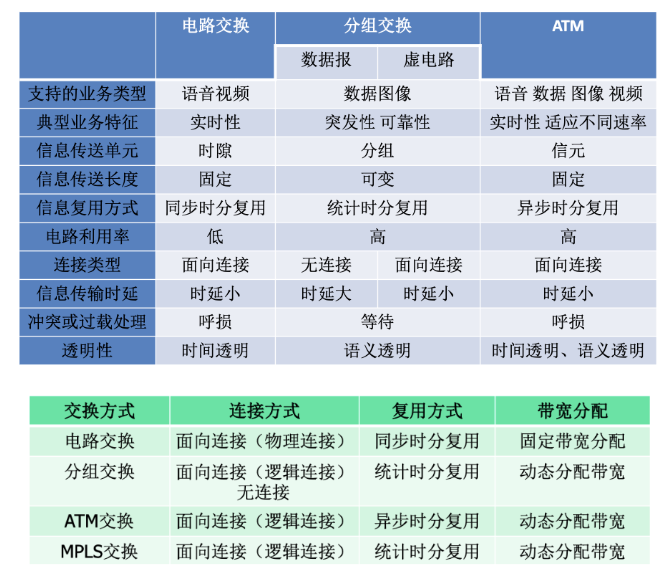 电路交换 分组交换 ATM
数据报 虚电路
支持的业务类型 语音视频 数据图像 语音 数据 图像 视频
典型业务特征 实时性 突发性 可靠性 实时性 适应不同速率
信息传送单元 时隙 分组 信元
信息传送长度 固定 可变 固定
信息复用方式 同步时分复用 统计时分复用 异步时分复用
电路利用率 低 高 高
连接类型 面向连接 无连接 面向连接 面向连接
信息传输时延 时延小 时延大 时延小 时延小
冲突或过载处理 呼损 等待 呼损
透明性 时间透明 语义透明 时间透明、语义透明
交换方式 连接方式 复用方式 带宽分配
电路交换 面向连接（物理连接） 同步时分复用 固定带宽分配
分组交换 面向连接（逻辑连接） 统计时分复用 动态分配带宽
无连接
ATM交换 面向连接（逻辑连接） 异步时分复用 动态分配带宽
MPLS交换 面向连接（逻辑连接） 统计时分复用 动态分配带宽